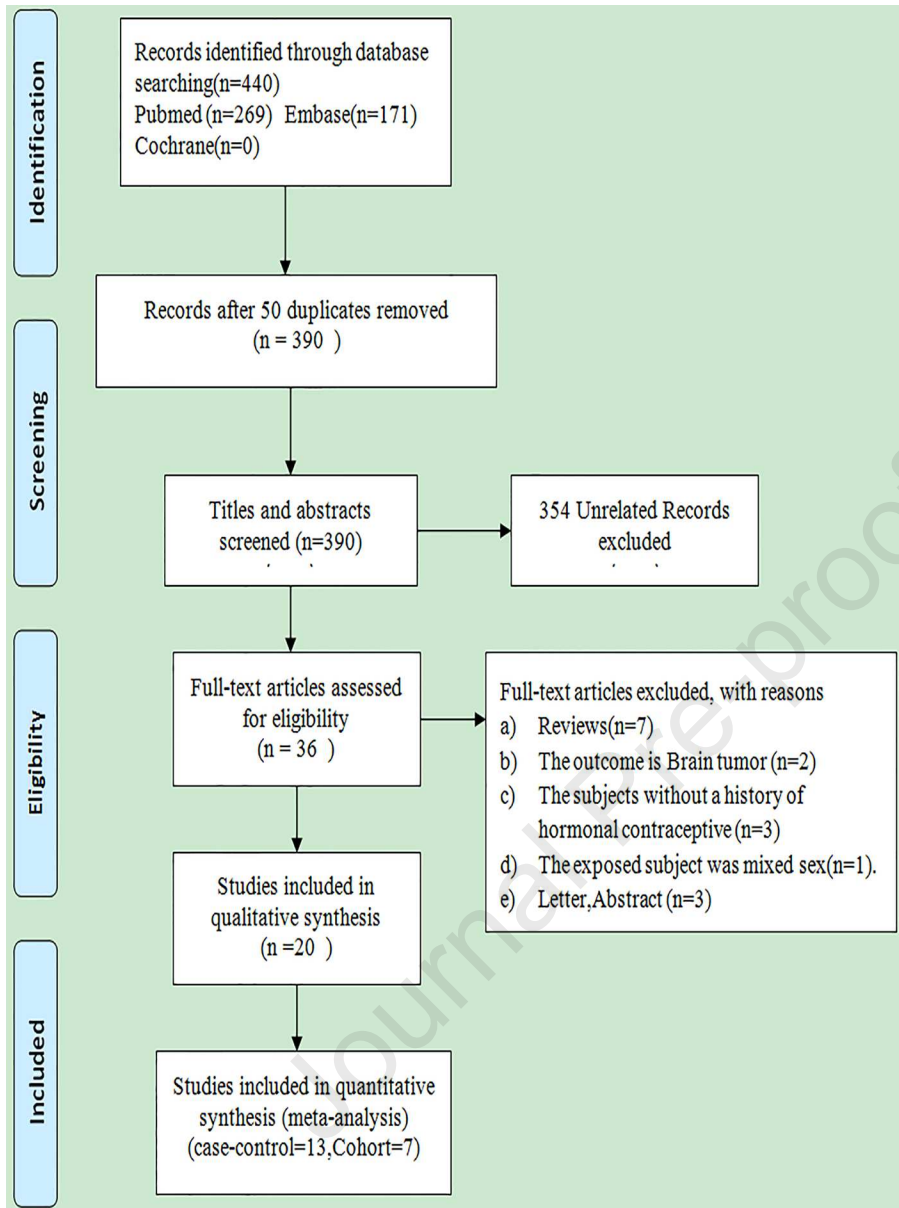 Identification
Records identified through database
searching(n=440)
Pubmed(n=269) Embase(n=171)
Cochrane(n=0)
Records after 50 duplicates removed
(n = 390 )
Screening
Titles and abstracts
screened (n=390)
354 Unrelated Records
excluded
Eligibility
Full-text articles assessed
for eligibility
(n = 36 )
Full-text articles excluded, with reasons
a) Reviews(n=7)
b) The outcome is Brain tumor (n=2)
c) The subjects without a history of
hormonal contraceptive (n=3)
d) The exposed subject was mixed sex(n=1).
e) Letter,Abstract (n=3)
Studies included in
qualitative synthesis
(n =20 )
Included
Studies included in quantitative
synthesis (meta-analysis)
(case-control=13,Cohort=7)
Journal Pre-proof